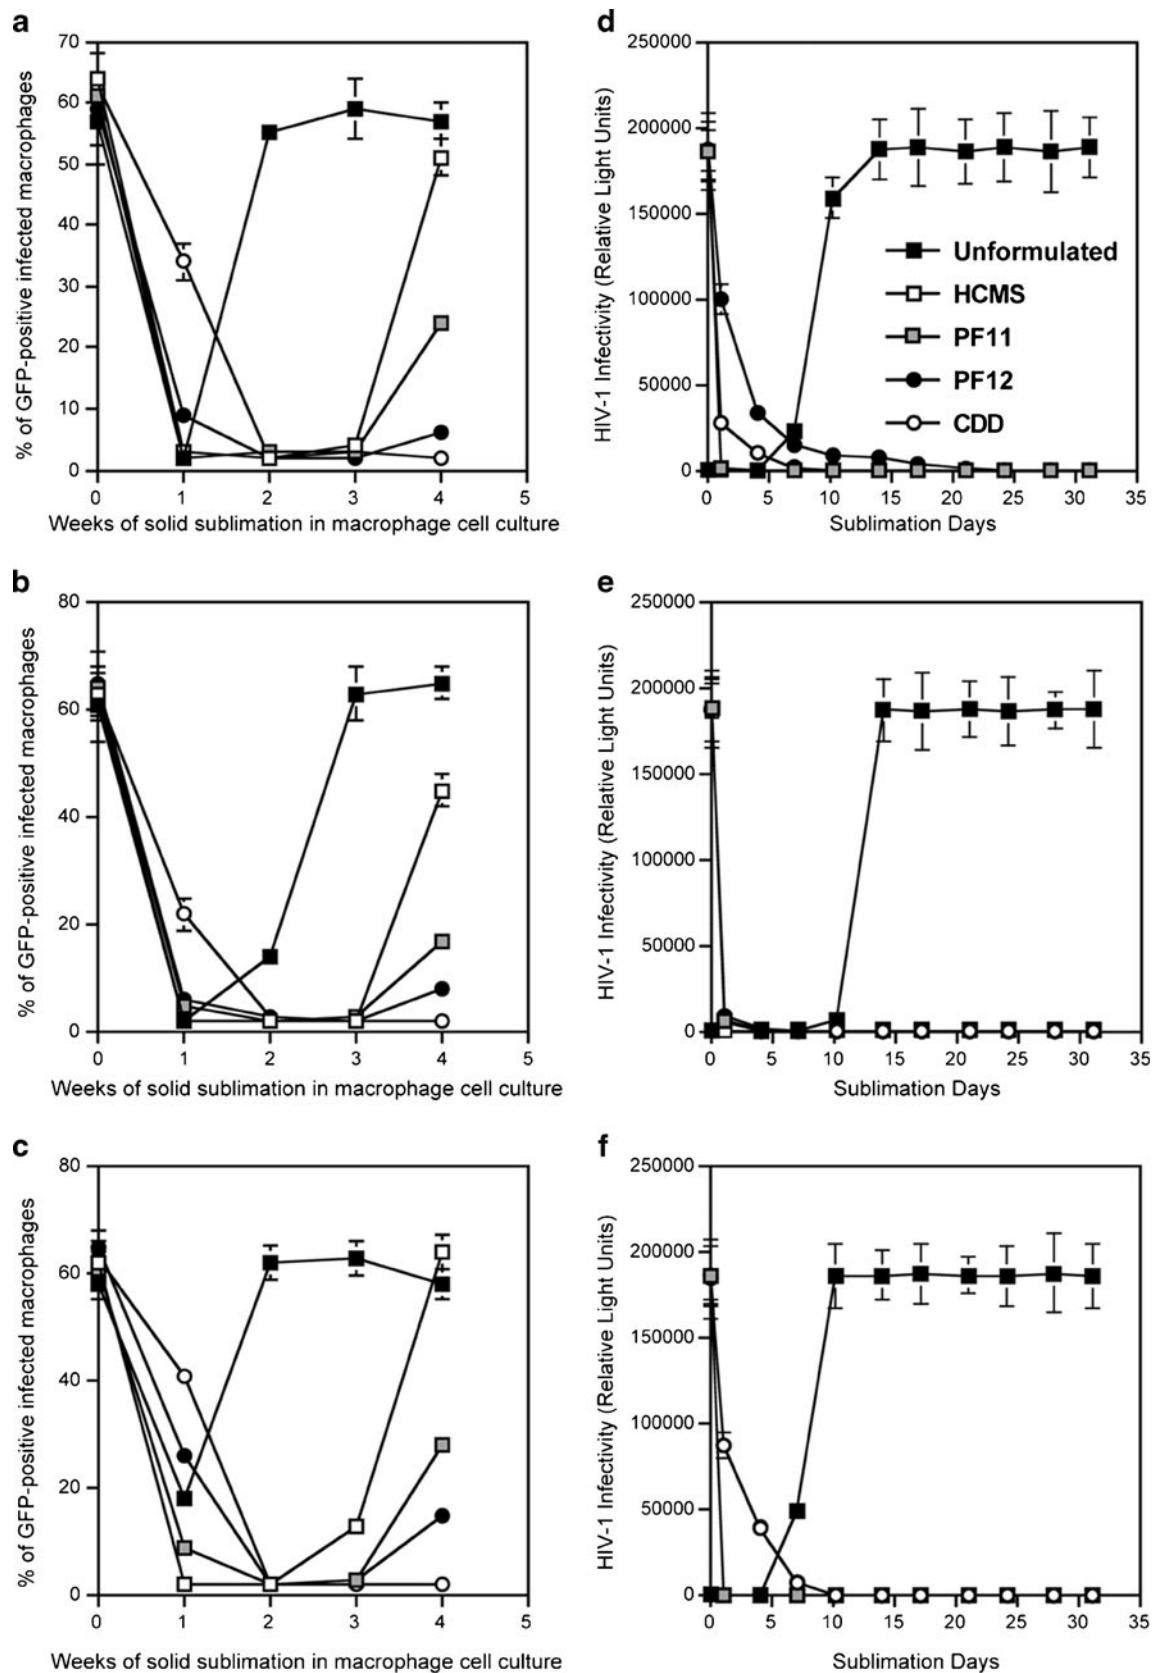 a
% of GFP-positive infected macrophages
70
60
50
40
30
20
10
0
0 1 2 3 4 5
Weeks of solid sublimation in macrophage cell culture
d
HIV-1 Infectivity (Relative Light Units)
250000
200000
150000
100000
50000
0
Unformulated
HCMS
PF11
PF12
CDD
0 5 10 15 20 25 30 35
Sublimation Days
b
% of GFP-positive infected macrophages
80
60
40
20
0
0 1 2 3 4 5
Weeks of solid sublimation in macrophage cell culture
e
HIV-1 Infectivity (Relative Light Units)
250000
200000
150000
100000
50000
0
0 5 10 15 20 25 30 35
Sublimation Days
c
% of GFP-positive infected macrophages
80
60
40
20
0
0 1 2 3 4 5
Weeks of solid sublimation in macrophage cell culture
f
HIV-1 Infectivity (Relative Light Units)
250000
200000
150000
100000
50000
0
0 5 10 15 20 25 30 35
Sublimation Days